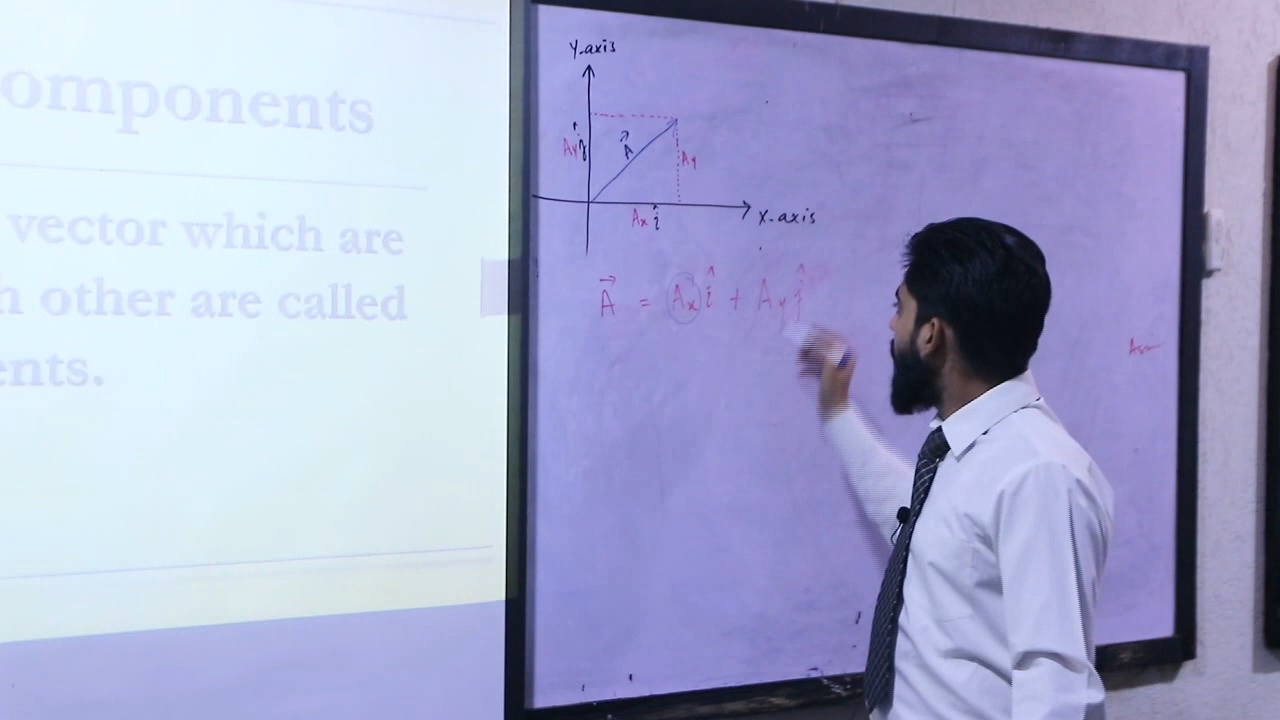 omponents
vector which are
h other are called
ents.
Y-axis
Ay ĵ
A⃗
Ay
Ax î
X-axis
A⃗ = Ax î + Ay ĵ